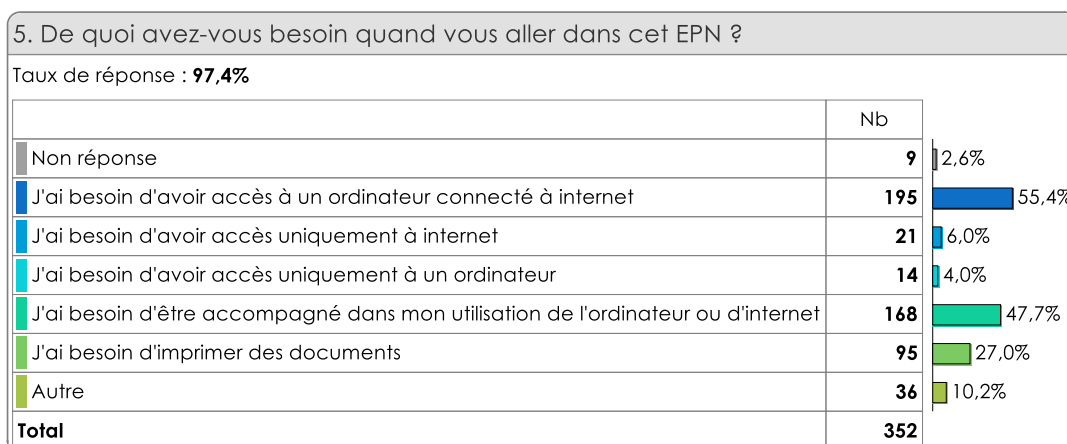 5. De quoi avez-vous besoin quand vous aller dans cet EPN ?
Taux de réponse : 97,4%
Nb
Non réponse 9 2,6%
J'ai besoin d'avoir accès à un ordinateur connecté à internet 195 55,4%
J'ai besoin d'avoir accès uniquement à internet 21 6,0%
J'ai besoin d'avoir accès uniquement à un ordinateur 14 4,0%
J'ai besoin d'être accompagné dans mon utilisation de l'ordinateur ou d'internet 168 47,7%
J'ai besoin d'imprimer des documents 95 27,0%
Autre 36 10,2%
Total 352